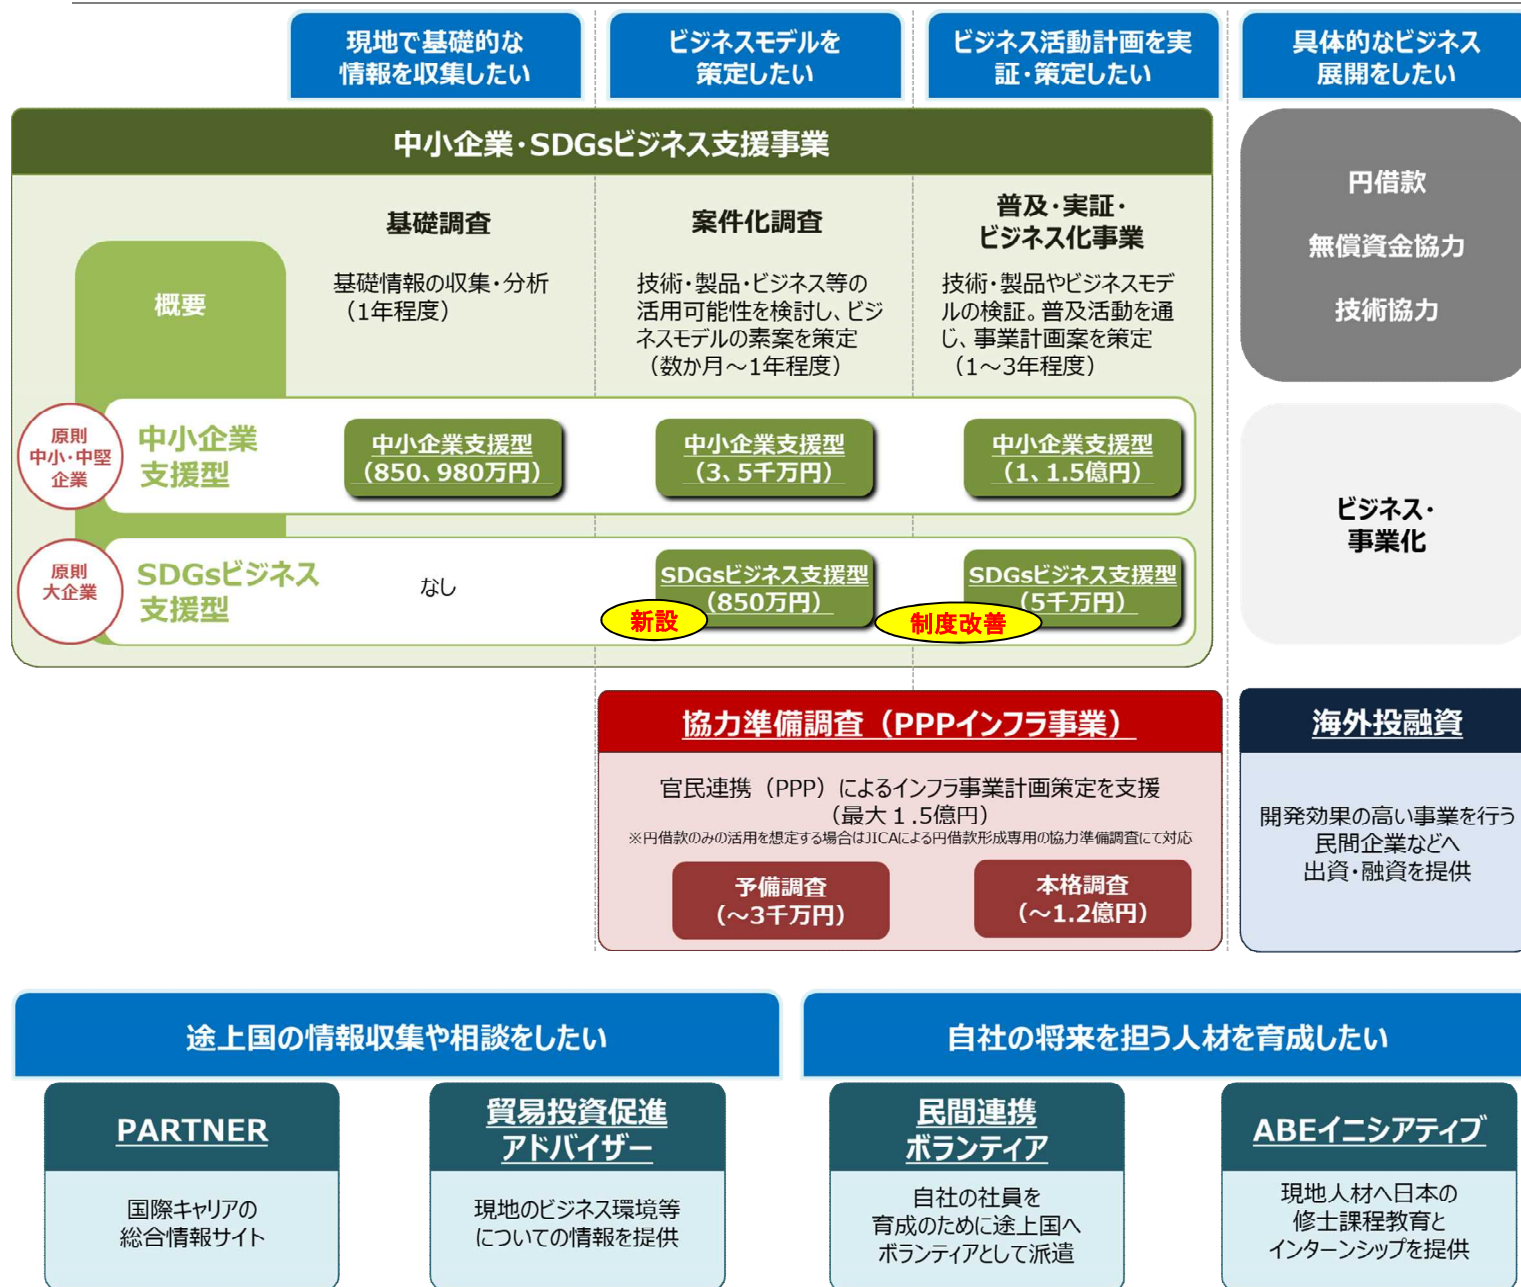 現地で基礎的な
情報を収集したい
ビジネスモデルを
策定したい
ビジネス活動計画を実
証・策定したい
具体的なビジネス
展開をしたい
中小企業・SDGsビジネス支援事業
概要
基礎調査
基礎情報の収集・分析
（1年程度）
案件化調査
技術・製品・ビジネス等の
活用可能性を検討し、ビジ
ネスモデルの素案を策定
（数か月～1年程度）
普及・実証・
ビジネス化事業
技術・製品やビジネスモデ
ルの検証。普及活動を通
じ、事業計画案を策定
（1～3年程度）
円借款
無償資金協力
技術協力
原則
中小・中堅
企業
中小企業
支援型
中小企業支援型
（850、980万円）
中小企業支援型
（3、5千万円）
中小企業支援型
（1、1.5億円）
原則
大企業
SDGsビジネス
支援型
なし
SDGsビジネス支援型
（850万円）
新設
SDGsビジネス支援型
（5千万円）
制度改善
ビジネス・
事業化
協力準備調査（PPPインフラ事業）
官民連携（PPP）によるインフラ事業計画策定を支援
（最大１.5億円）
※円借款のみの活用を想定する場合はJICAによる円借款形成専用の協力準備調査にて対応
予備調査
（～3千万円）
本格調査
（～1.2億円）
海外投融資
開発効果の高い事業を行う
民間企業などへ
出資・融資を提供
途上国の情報収集や相談をしたい
自社の将来を担う人材を育成したい
PARTNER
国際キャリアの
総合情報サイト
貿易投資促進
アドバイザー
現地のビジネス環境等
についての情報を提供
民間連携
ボランティア
自社の社員を
育成のために途上国へ
ボランティアとして派遣
ABEイニシアティブ
現地人材へ日本の
修士課程教育と
インターンシップを提供